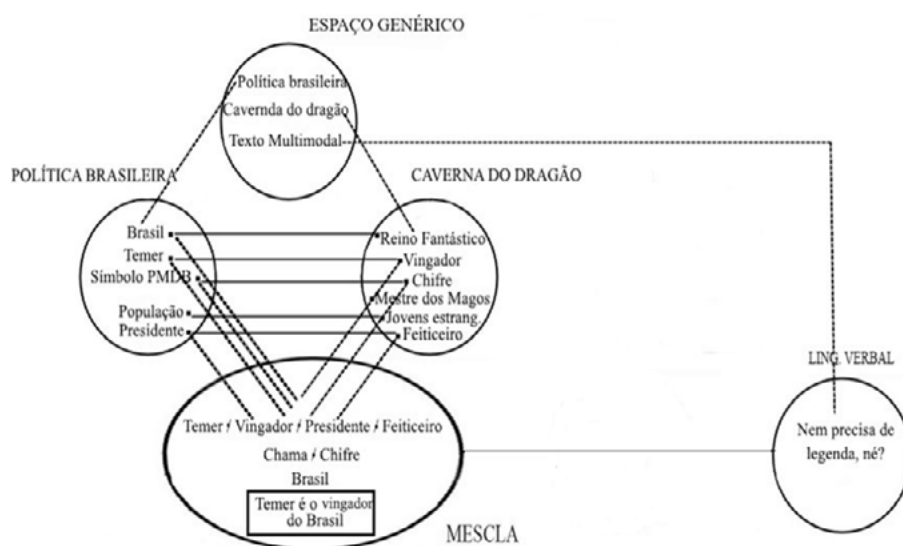 ESPAÇO GENÉRICO
Política brasileira
Cavernda do dragão
Texto Multimodal
POLÍTICA BRASILEIRA
CAVERNA DO DRAGÃO
Brasil
Temer
Símbolo PMDB
População
Presidente
Reino Fantástico
Vingador
Chifre
Mestre dos Magos
Jovens estrang.
Feiticeiro
LING. VERBAL
Nem precisa de
legenda, né?
Temer / Vingador / Presidente / Feiticeiro
Chama / Chifre
Brasil
Temer é o vingador
do Brasil
MESCLA